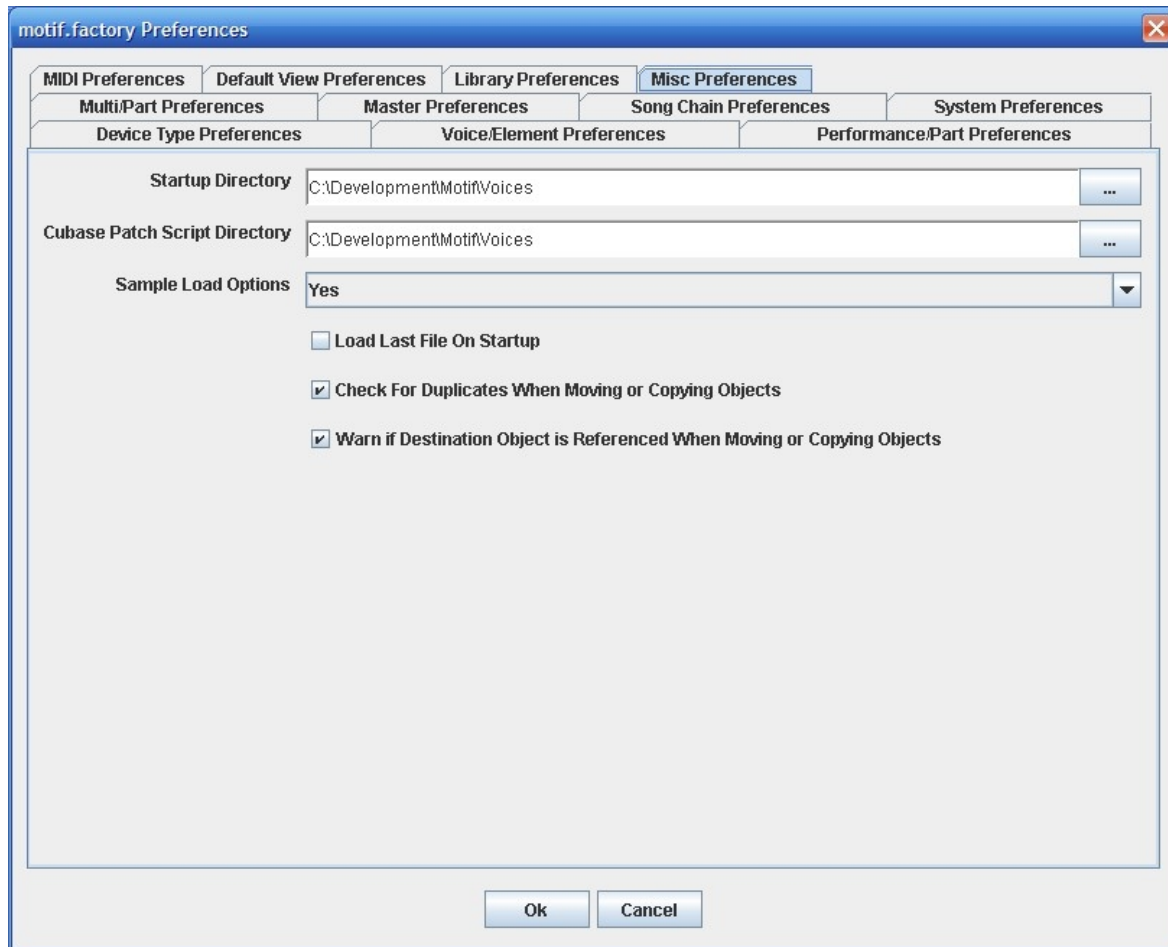 motif.factory Preferences
MIDI Preferences Default View Preferences Library Preferences Misc Preferences
Multi/Part Preferences Master Preferences Song Chain Preferences System Preferences
Device Type Preferences Voice/Element Preferences Performance/Part Preferences
Startup Directory C:\Development\Motif\Voices ...
Cubase Patch Script Directory C:\Development\Motif\Voices ...
Sample Load Options Yes
Load Last File On Startup
Check For Duplicates When Moving or Copying Objects
Warn if Destination Object is Referenced When Moving or Copying Objects
Ok Cancel